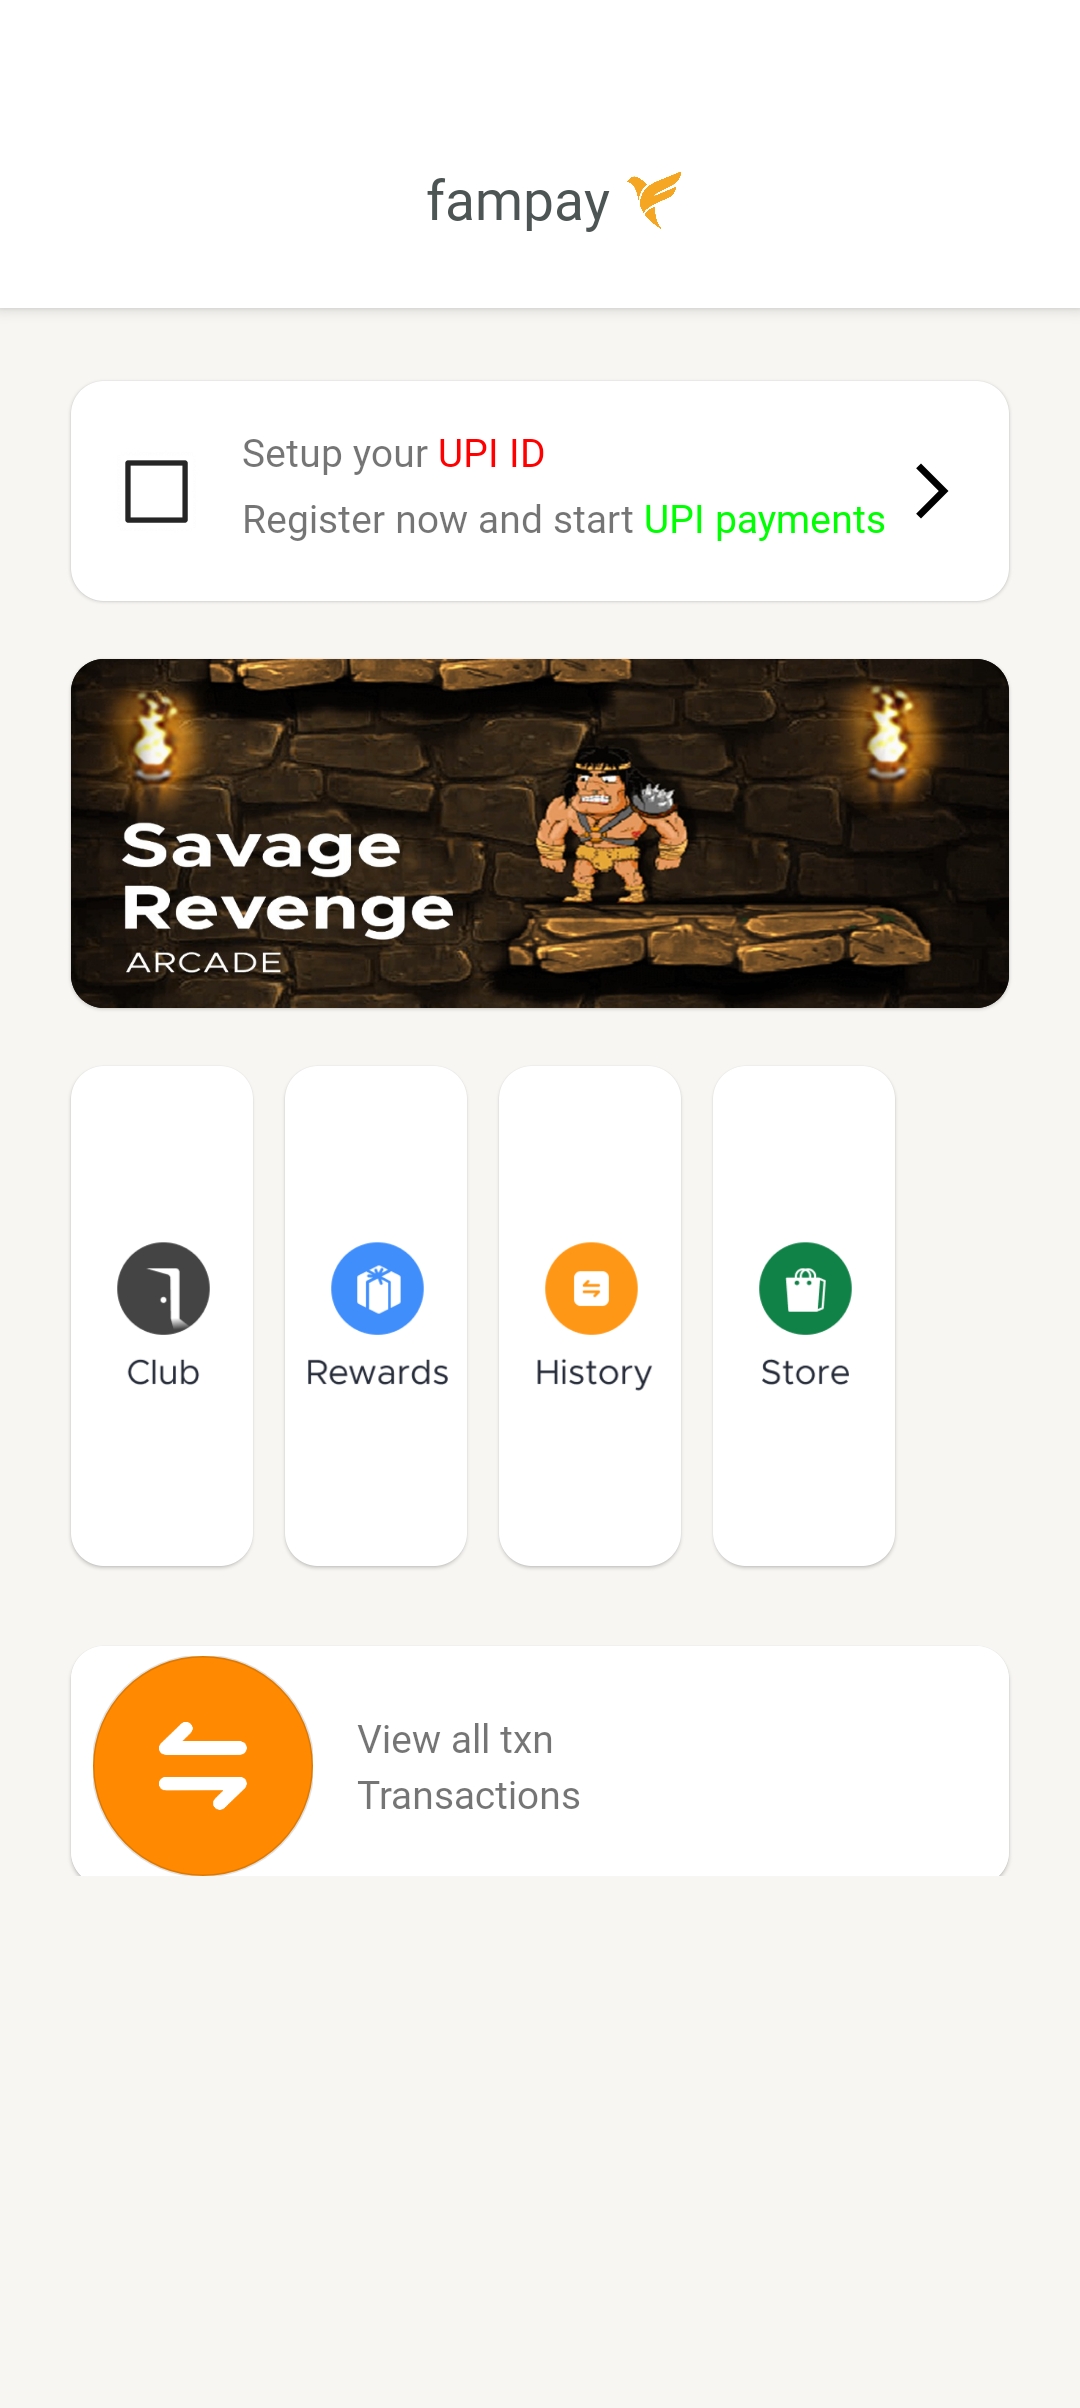 fampay
Setup your UPI ID
Register now and start UPI payments
Savage
Revenge
ARCADE
Club
Rewards
History
Store
View all txn
Transactions